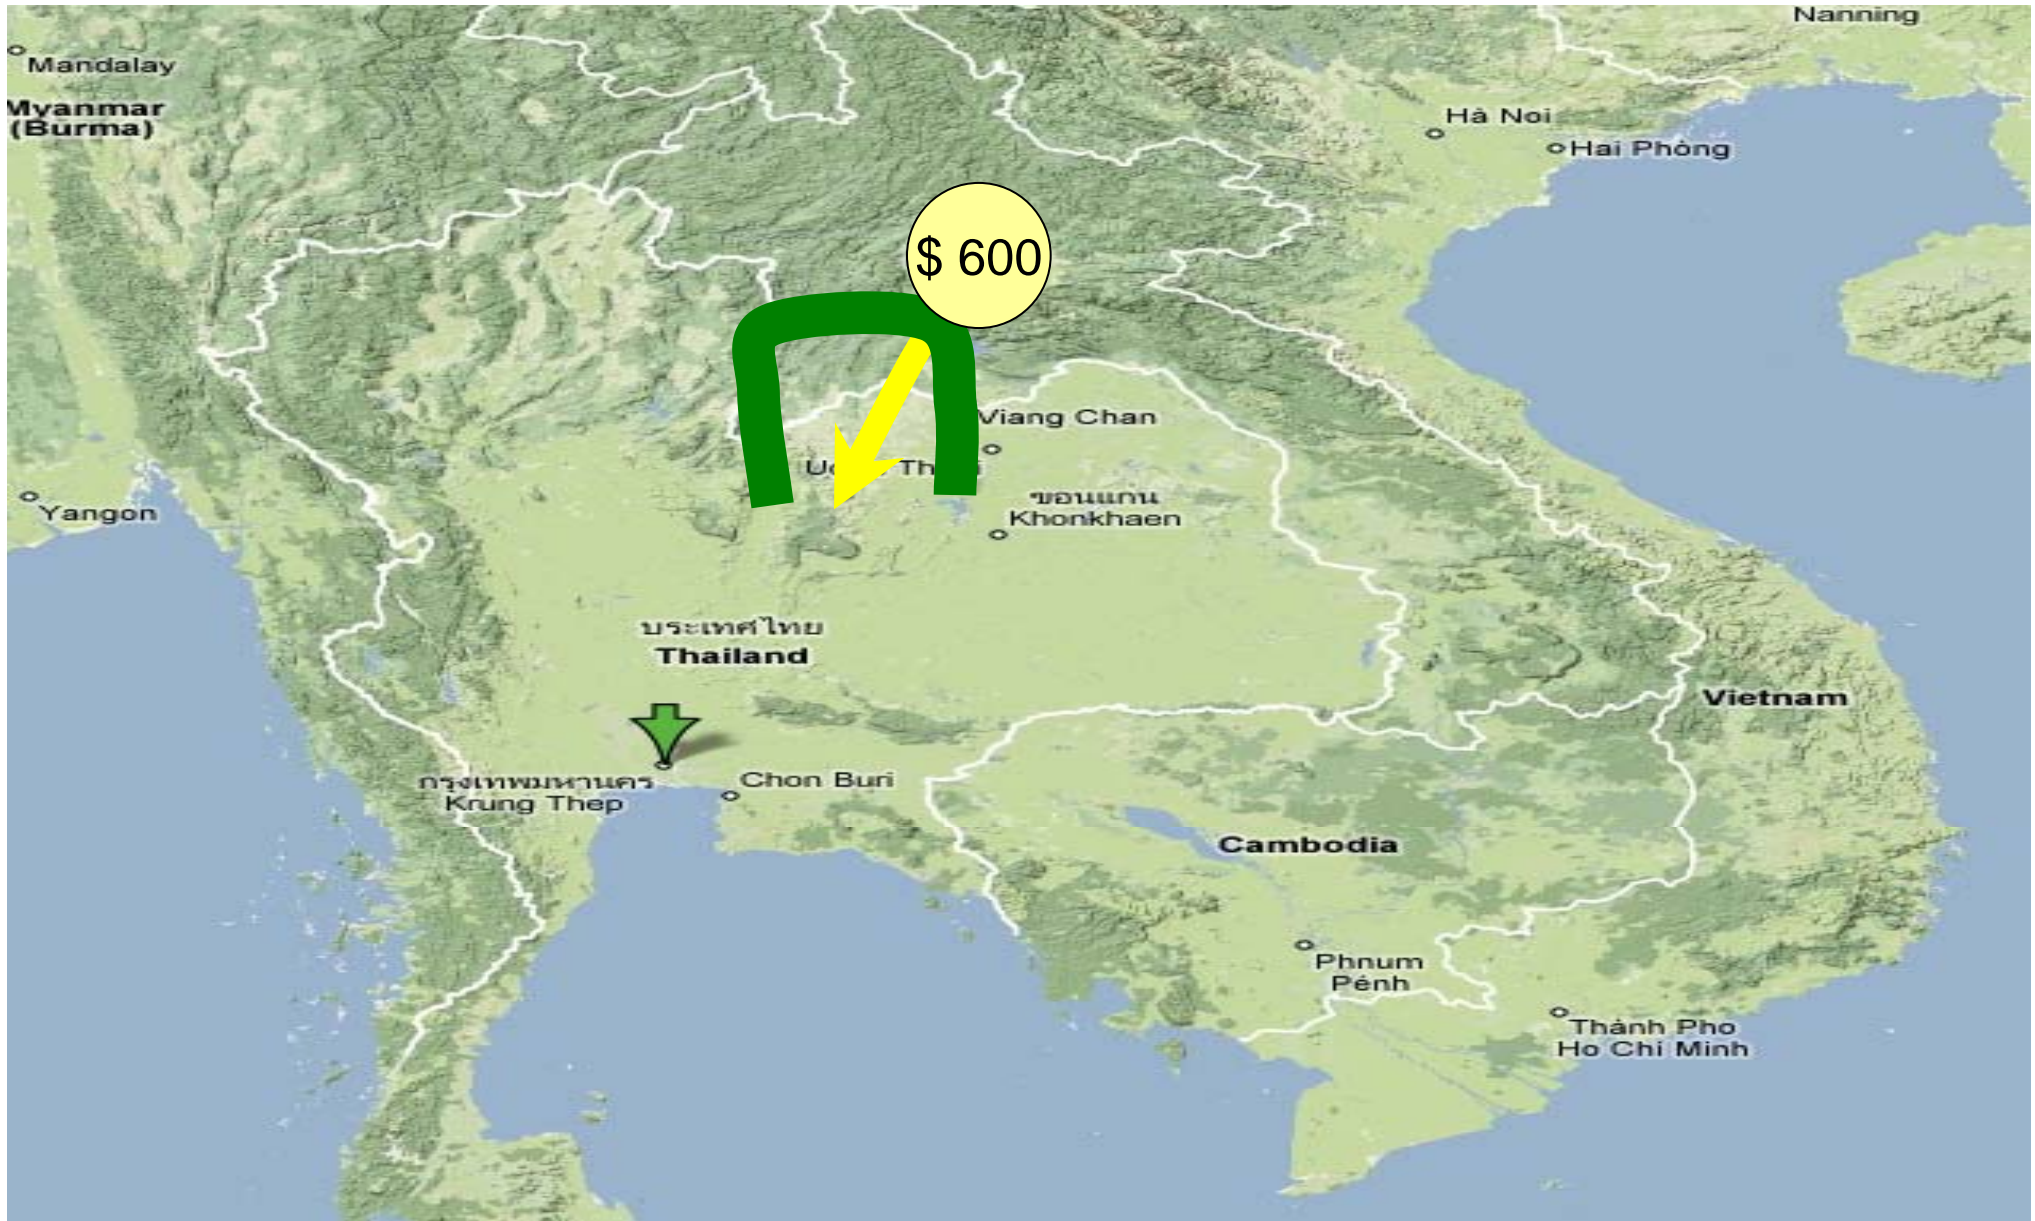 Nanning
Mandalay
Myanmar
(Burma)
Hà Noi
Hai Phòng
$ 600
Viang Chan
Yangon
ขอนแก่น
Khonkhaen
ประเทศไทย
Thailand
Vietnam
กรุงเทพมหานคร
Krung Thep
Chon Buri
Cambodia
Phnum
Pénh
Thành Pho
Ho Chi Minh